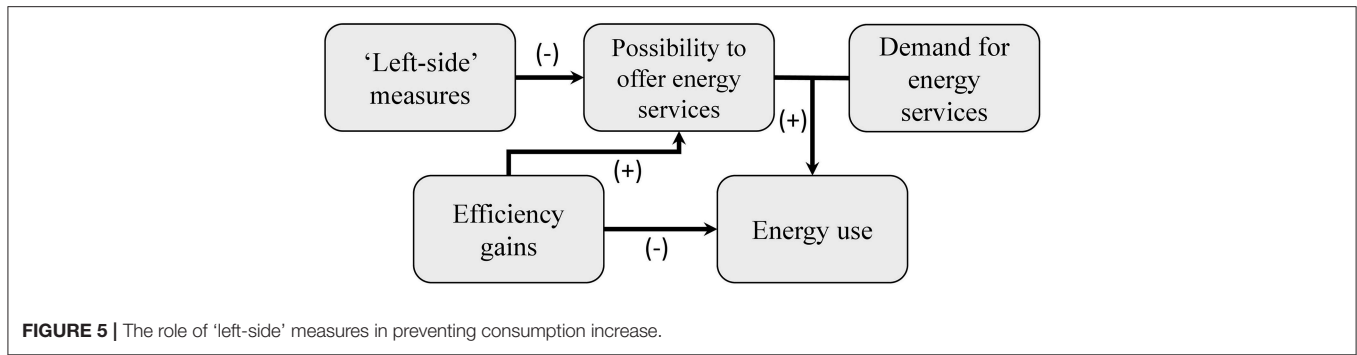 ‘Left-side’
measures
(-)
Possibility to
offer energy
services
Demand for
energy
services
(+)
(+)
Efficiency
gains
(-)
Energy use
FIGURE 5 | The role of ‘left-side’ measures in preventing consumption increase.